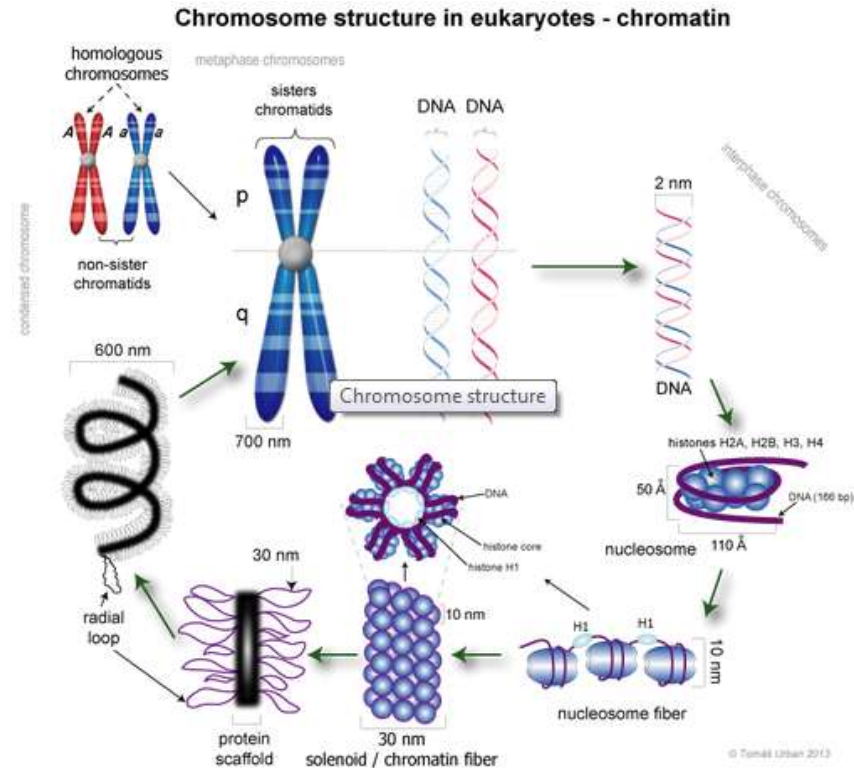 Chromosome structure in eukaryotes - chromatin
homologous
chromosomes
metaphase chromosomes
sisters
chromatids
DNA DNA
A A a a
p
2 nm
interphase chromosomes
condensed chromosome
non-sister
chromatids
q
600 nm
DNA
Chromosome structure
700 nm
histones H2A, H2B, H3, H4
50 Å
DNA
DNA (166 bp)
nucleosome
110 Å
histone core
histone H1
30 nm
radial
loop
10 nm
H1 H1
10 nm
nucleosome fiber
protein
scaffold
30 nm
solenoid / chromatin fiber
© Tomáš Urban 2013